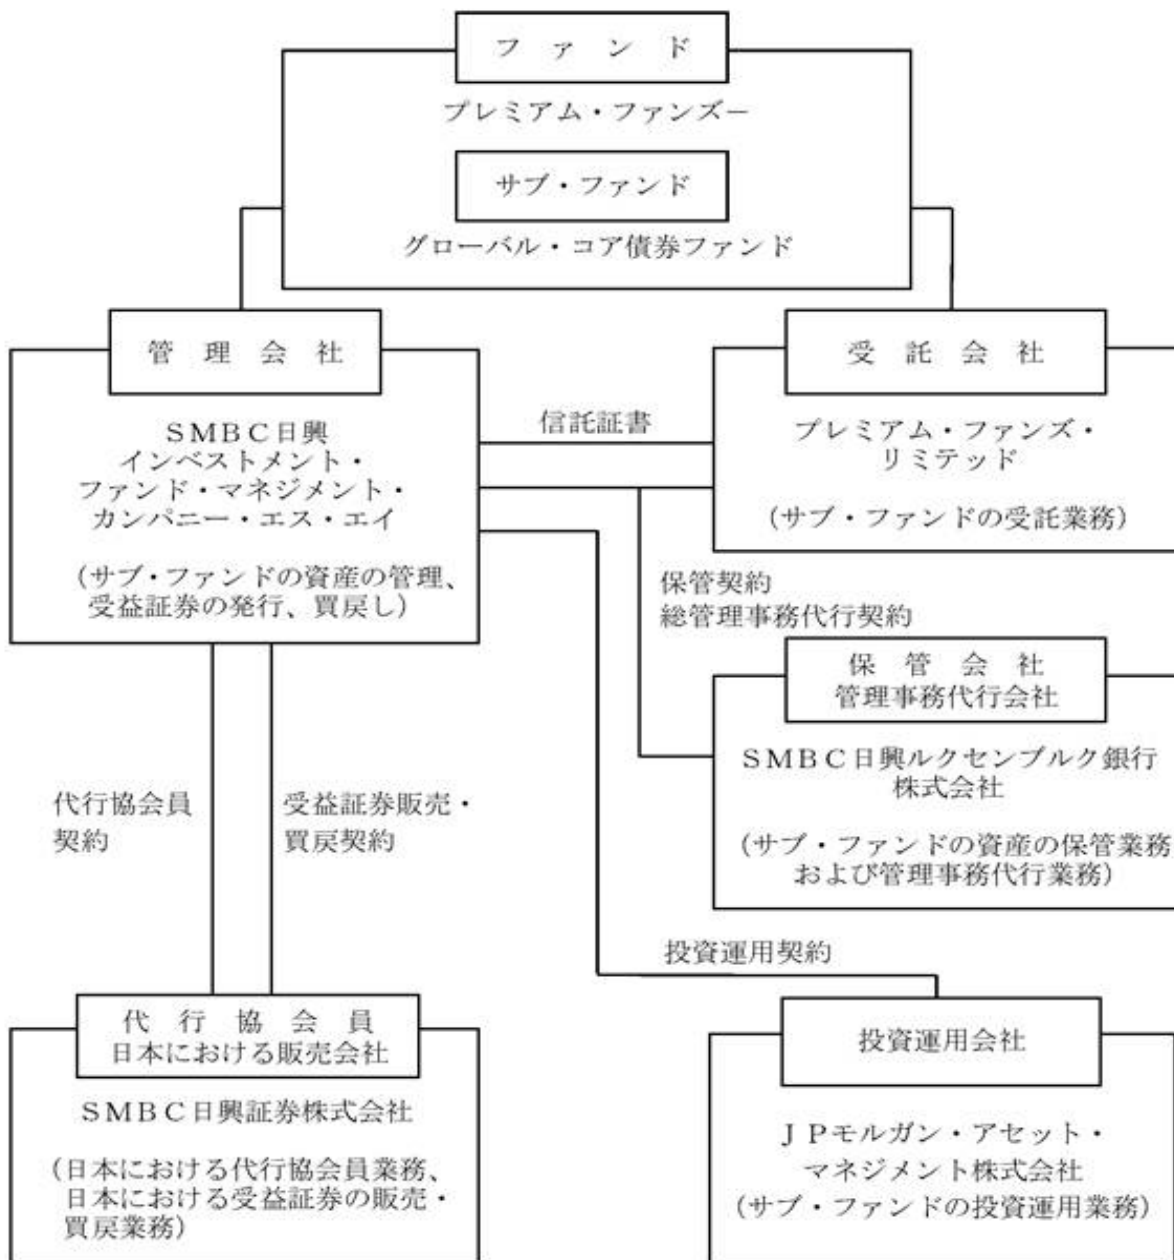 ファンド
プレミアム・ファンズ－
サブ・ファンド
グローバル・コア債券ファンド
管理会社
SMBC日興
インベストメント・
ファンド・マネジメント・
カンパニー・エス・エイ
(サブ・ファンドの資産の管理、
受益証券の発行、買戻し)
信託証書
受託会社
プレミアム・ファンズ・
リミテッド
(サブ・ファンドの受託業務)
保管契約
総管理事務代行契約
保管会社
管理事務代行会社
SMBC日興ルクセンブルク銀行
株式会社
(サブ・ファンドの資産の保管業務
および管理事務代行業務)
代行協会員
契約
受益証券販売・
買戻契約
投資運用契約
代行協会員
日本における販売会社
SMBC日興証券株式会社
(日本における代行協会員業務、
日本における受益証券の販売・
買戻業務)
投資運用会社
JPモルガン・アセット・
マネジメント株式会社
(サブ・ファンドの投資運用業務)